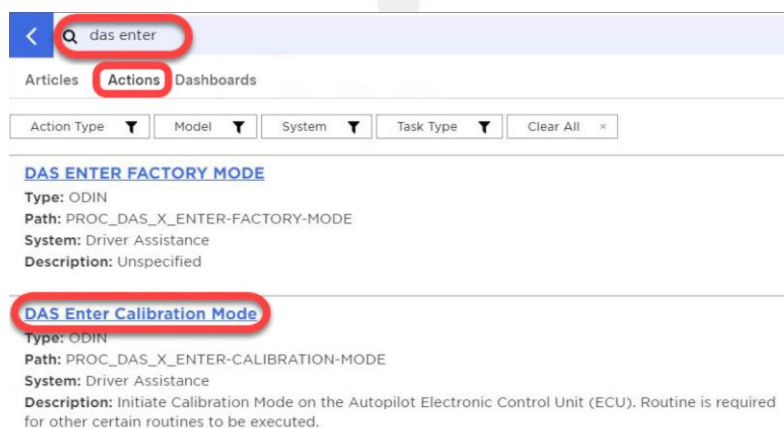 das enter
Articles Actions Dashboards
Action Type Model System Task Type Clear All ×
DAS ENTER FACTORY MODE
Type: ODIN
Path: PROC_DAS_X_ENTER-FACTORY-MODE
System: Driver Assistance
Description: Unspecified
DAS Enter Calibration Mode
Type: ODIN
Path: PROC_DAS_X_ENTER-CALIBRATION-MODE
System: Driver Assistance
Description: Initiate Calibration Mode on the Autopilot Electronic Control Unit (ECU). Routine is required
for other certain routines to be executed.